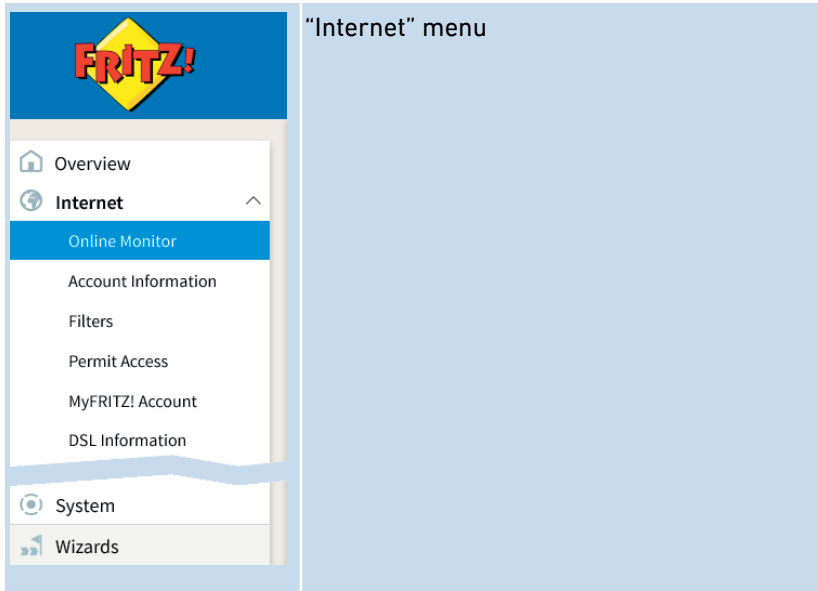 FRITZ!
“Internet” menu
Overview
Internet
Online Monitor
Account Information
Filters
Permit Access
MyFRITZ! Account
DSL Information
System
Wizards